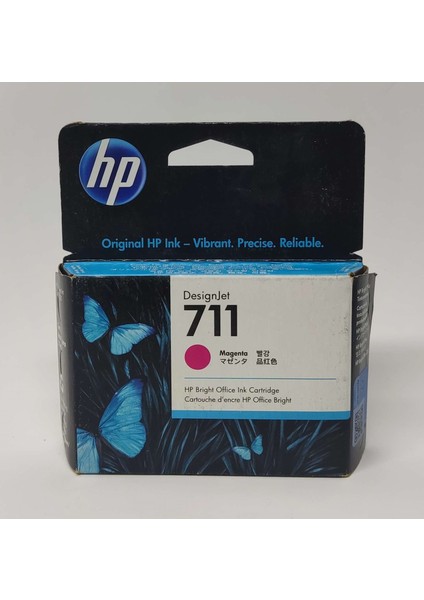 hp
Original HP Ink – Vibrant. Precise. Reliable.
DesignJet
711
Magenta 빨강
マゼンタ 品红色
HP Bright Office Ink Cartridge
Cartouche d'encre HP Office Bright